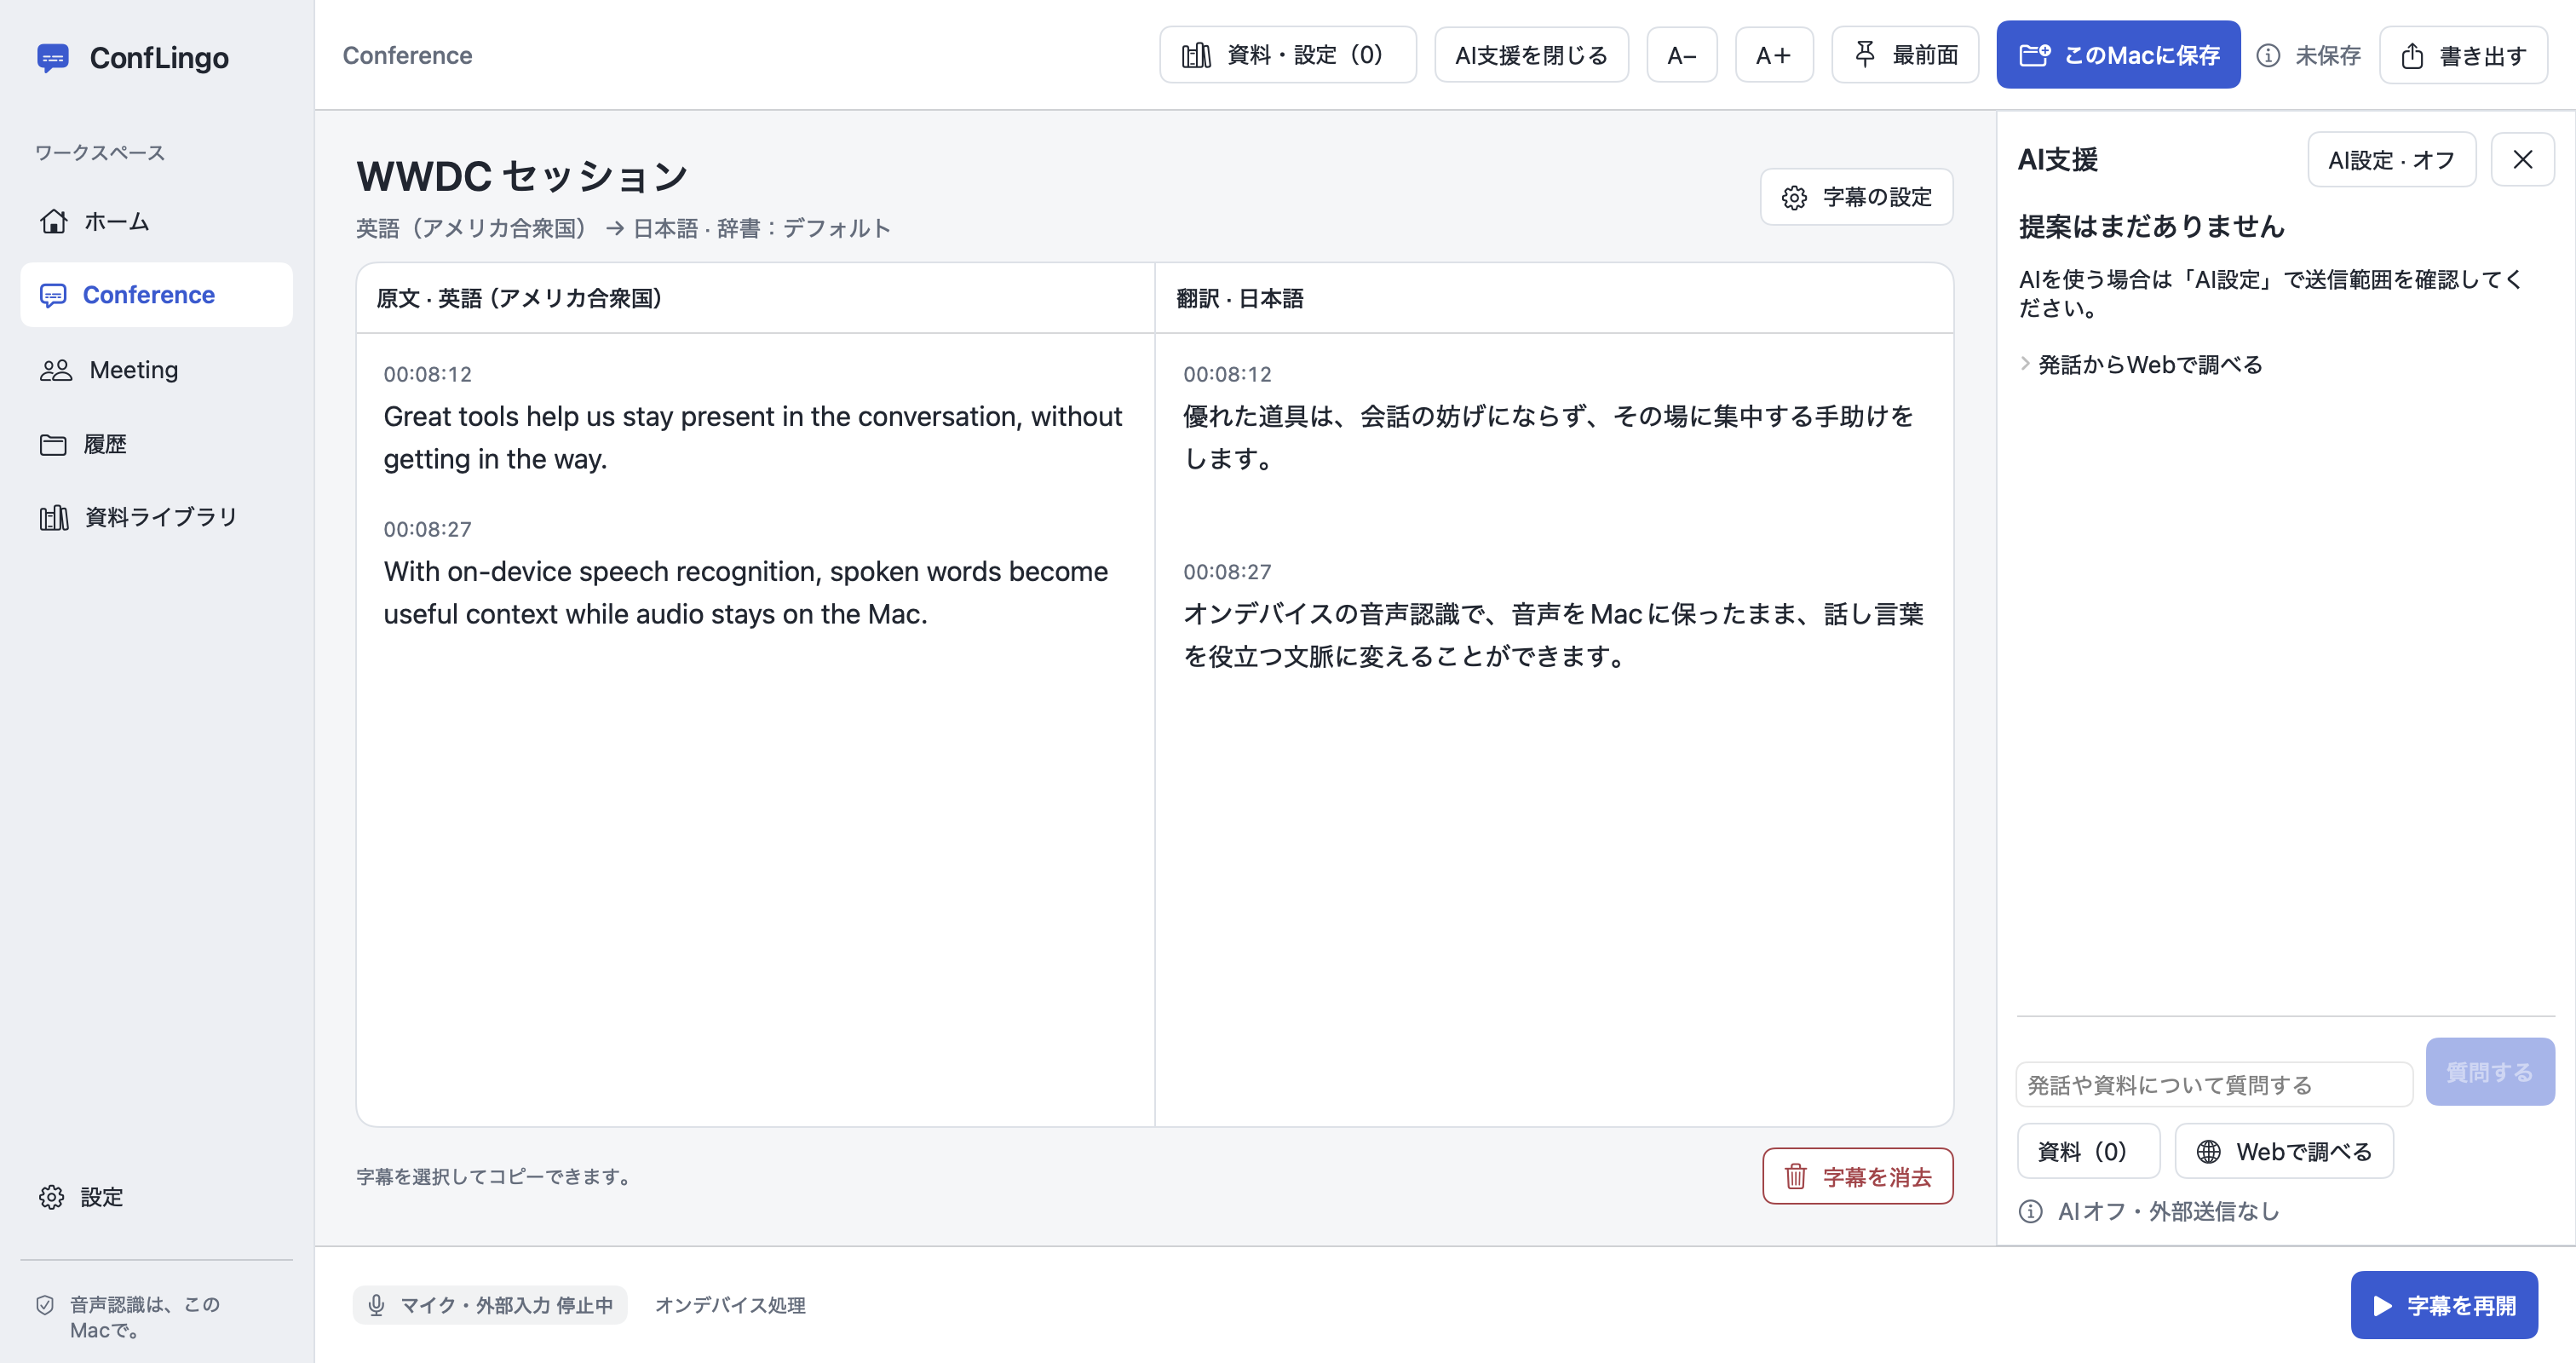 ConfLingo
ワークスペース
ホーム
Conference
Meeting
履歴
資料ライブラリ
設定
音声認識は、この
Macで。
Conference
資料・設定（0）
AI支援を閉じる
A−
A+
最前面
このMacに保存
未保存
書き出す
WWDC セッション
英語（アメリカ合衆国） → 日本語 · 辞書：デフォルト
字幕の設定
原文 · 英語（アメリカ合衆国）
00:08:12
Great tools help us stay present in the conversation, without
getting in the way.
00:08:27
With on-device speech recognition, spoken words become
useful context while audio stays on the Mac.
翻訳 · 日本語
00:08:12
優れた道具は、会話の妨げにならず、その場に集中する手助けを
します。
00:08:27
オンデバイスの音声認識で、音声をMacに保ったまま、話し言葉
を役立つ文脈に変えることができます。
字幕を選択してコピーできます。
字幕を消去
AI支援
AI設定 · オフ
提案はまだありません
AIを使う場合は「AI設定」で送信範囲を確認してく
ださい。
発話からWebで調べる
発話や資料について質問する
質問する
資料（0）
Webで調べる
AIオフ・外部送信なし
マイク・外部入力 停止中
オンデバイス処理
字幕を再開